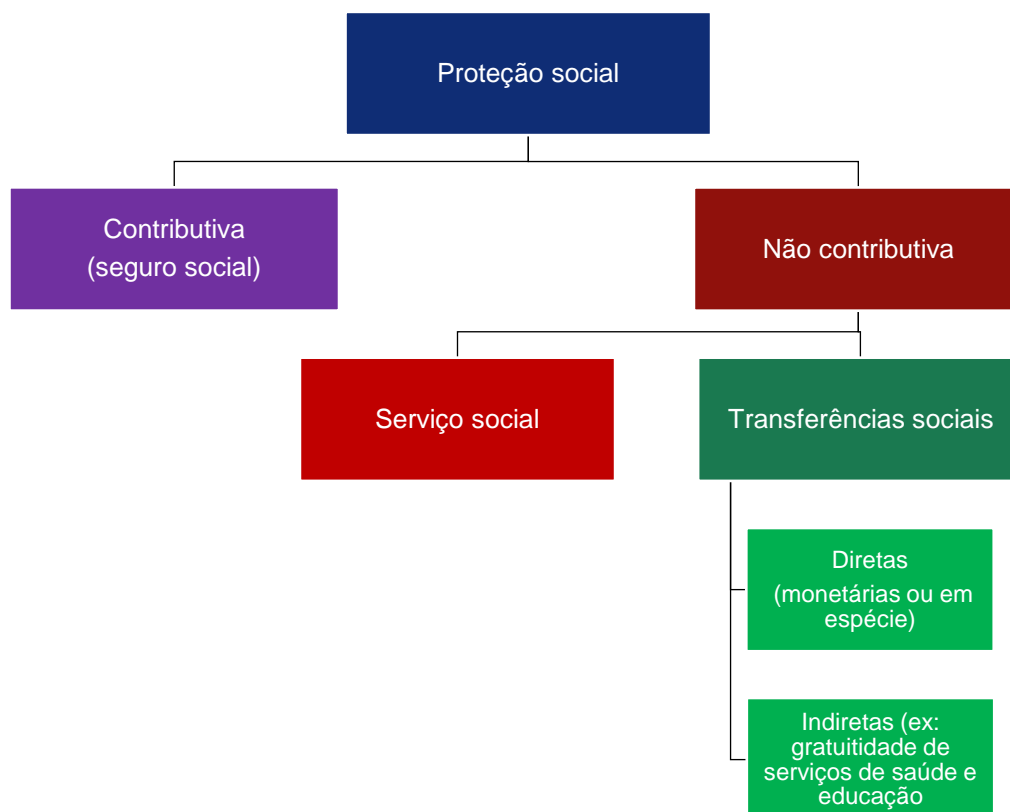 Proteção social
Contributiva
(seguro social)
Não contributiva
Serviço social
Transferências sociais
Diretas
(monetárias ou em
espécie)
Indiretas (ex:
gratuitidade de
serviços de saúde e
educação